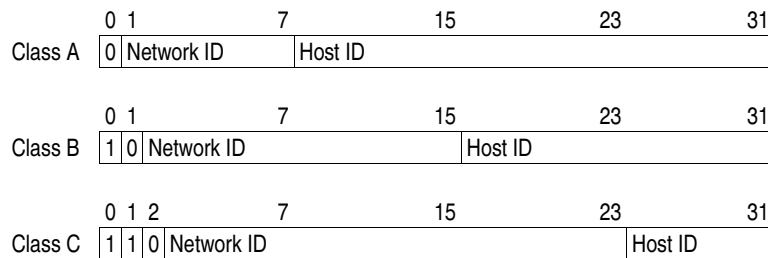 0 1 7 15 23 31
Class A 0 Network ID Host ID
0 1 7 15 23 31
Class B 1 0 Network ID Host ID
0 1 2 7 15 23 31
Class C 1 1 0 Network ID Host ID